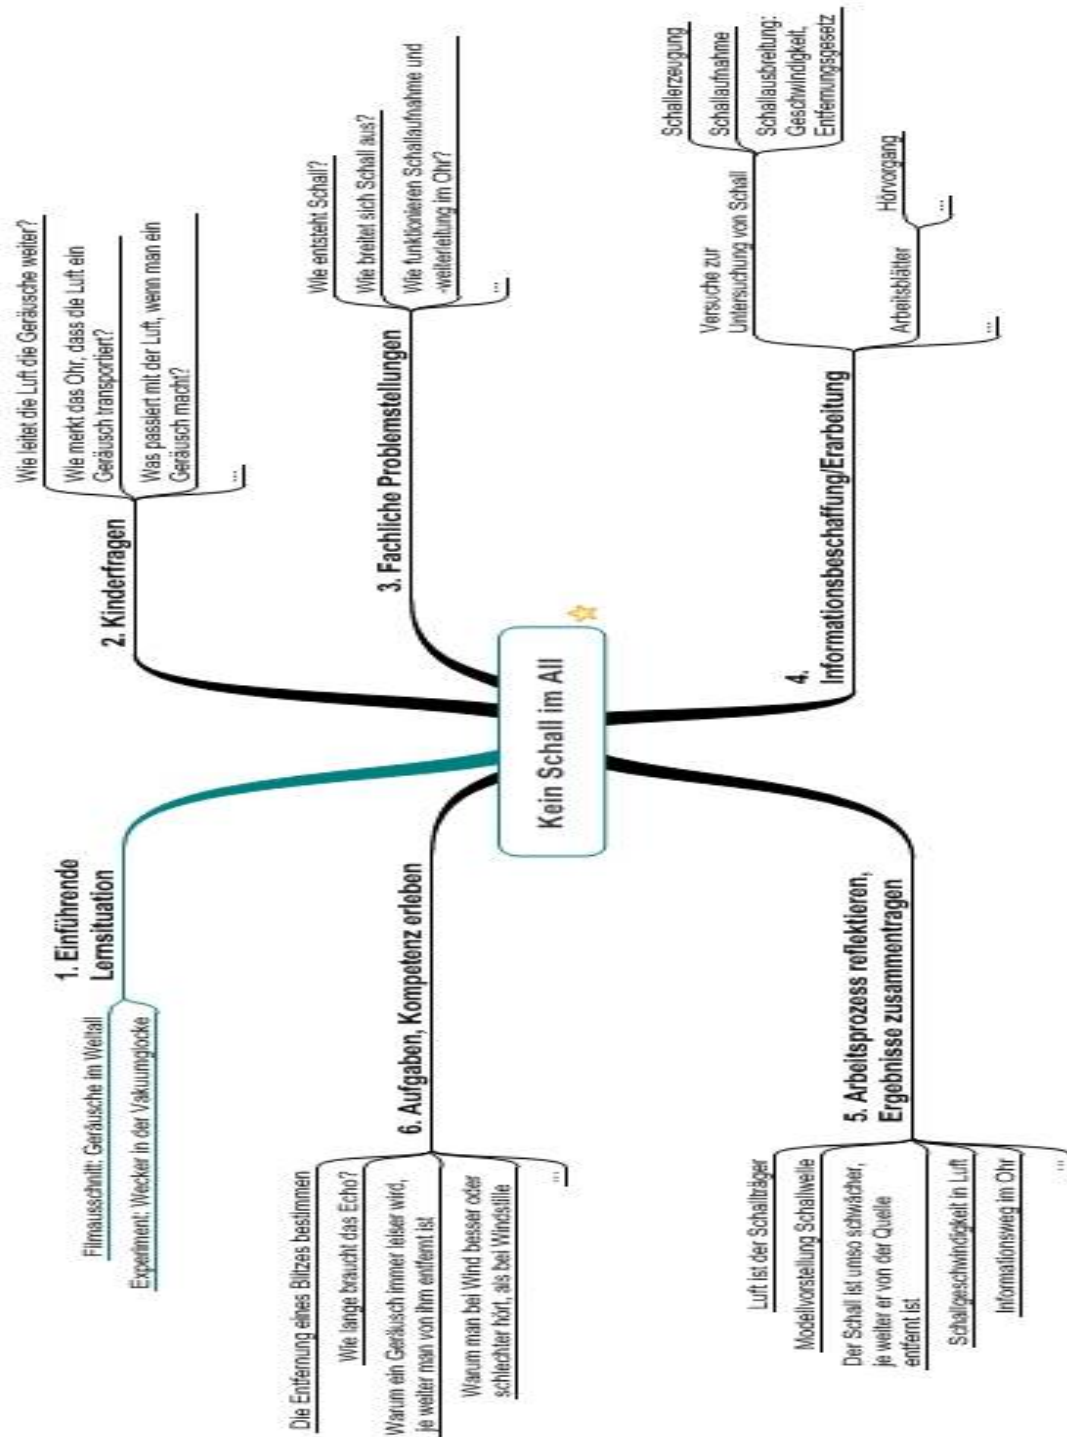 Kein Schall im All
1. Einführende
Lernsituation
Filmausschnitt: Geräusche im Weltall
Experiment: Wecker in der Vakuumglocke
2. Kinderfragen
Wie leitet die Luft die Geräusche weiter?
Wie merkt das Ohr, dass die Luft ein
Geräusch transportiert?
Was passiert mit der Luft, wenn man ein
Geräusch macht?
...
3. Fachliche Problemstellungen
Wie entsteht Schall?
Wie breitet sich Schall aus?
Wie funktionieren Schallaufnahme und
-weiterleitung im Ohr?
...
4.
Informationsbeschaffung/Erarbeitung
Versuche zur
Untersuchung von Schall
Schallerzeugung
Schallaufnahme
Schallausbreitung:
Geschwindigkeit,
Entfernungsgesetz
Arbeitsblätter
Hörvorgang
...
...
5. Arbeitsprozess reflektieren,
Ergebnisse zusammentragen
Luft ist der Schallträger
Modellvorstellung Schallwelle
Der Schall ist umso schwächer,
je weiter er von der Quelle
entfernt ist
Schallgeschwindigkeit in Luft
Informationsweg im Ohr
...
6. Aufgaben, Kompetenz erleben
Die Entfernung eines Blitzes bestimmen
Wie lange braucht das Echo?
Warum ein Geräusch immer leiser wird,
je weiter man von ihm entfernt ist
Warum man bei Wind besser oder
schlechter hört, als bei Windstille
...